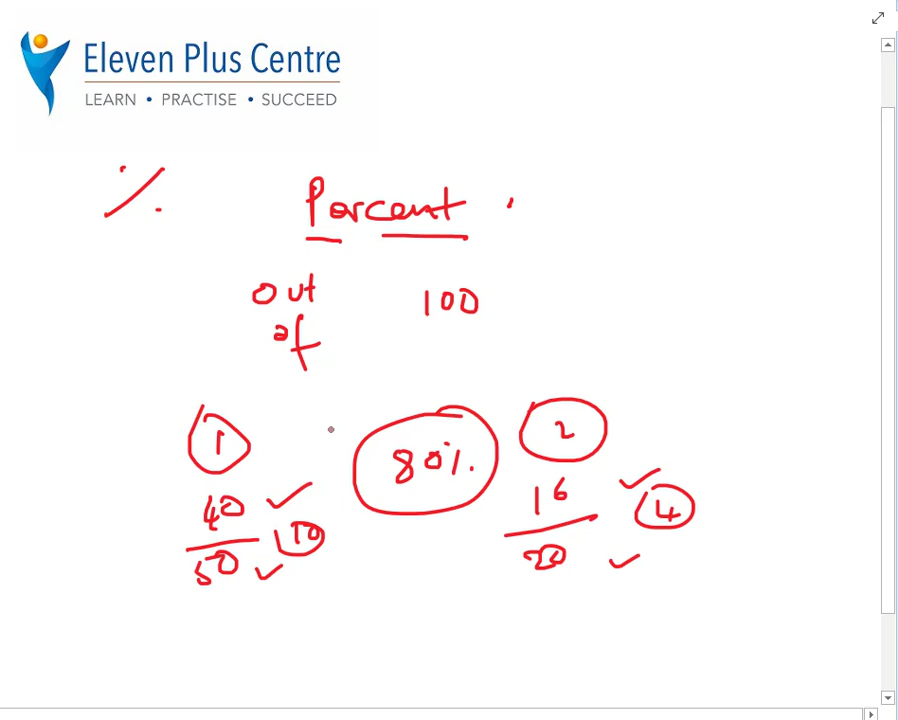 Eleven Plus Centre
LEARN • PRACTISE • SUCCEED
% Percent
out 100
of
1 80% 2
40 16 4
50 10 20